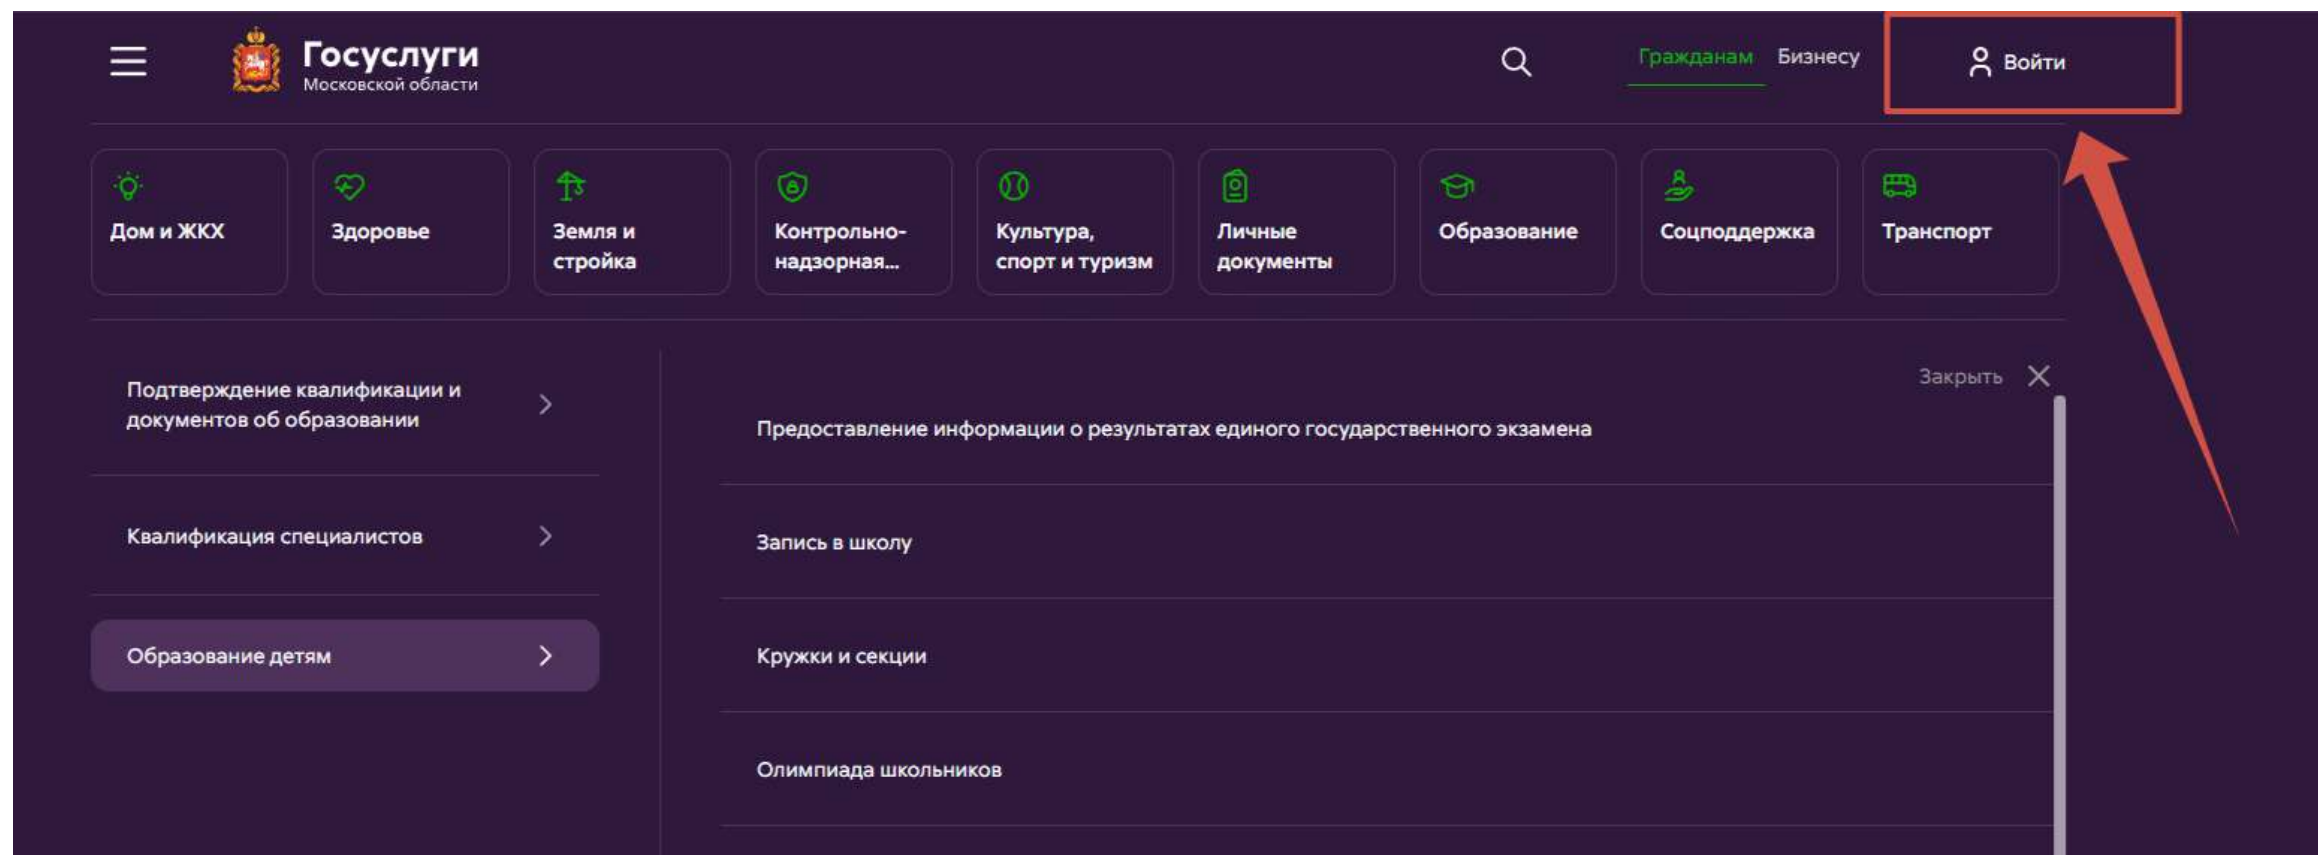 Госуслуги
Московской области
Гражданам Бизнесу
Войти
Дом и ЖКХ
Здоровье
Земля и
стройка
Контрольно-
надзорная...
Культура,
спорт и туризм
Личные
документы
Образование
Соцподдержка
Транспорт
Подтверждение квалификации и
документов об образовании
Квалификация специалистов
Образование детям
Закрыть
Предоставление информации о результатах единого государственного экзамена
Запись в школу
Кружки и секции
Олимпиада школьников